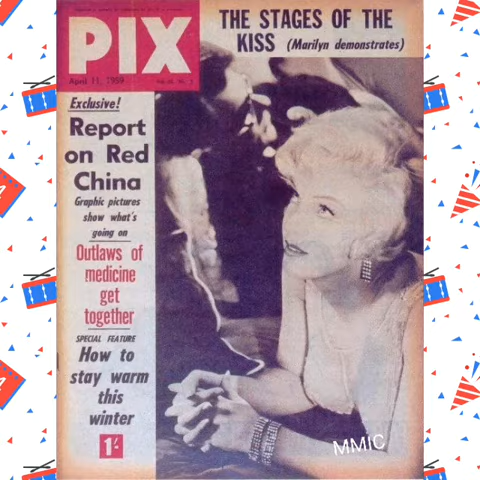 PIX
April 11, 1959
THE STAGES OF THE
KISS (Marilyn demonstrates)
Exclusive!
Report
on Red
China
Graphic pictures
show what's
going on
Outlaws of
medicine
get
together
SPECIAL FEATURE
How to
stay warm
this
winter
1'-
MMIC